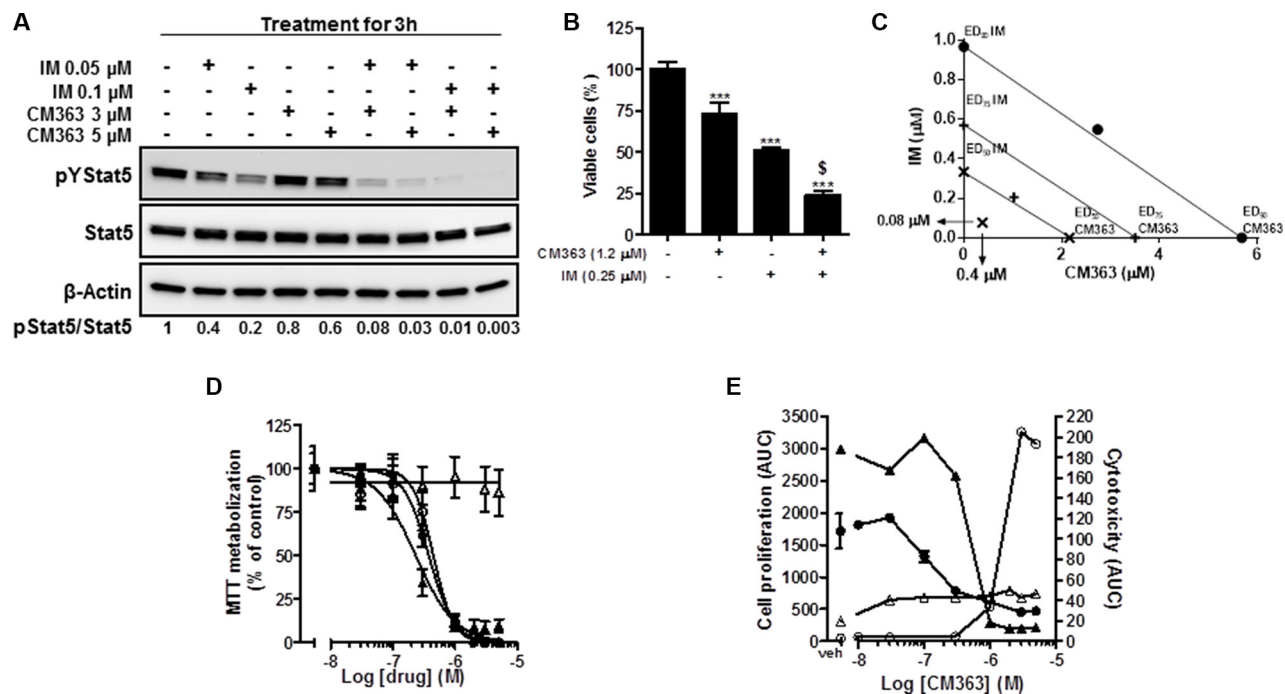 A
Treatment for 3h
IM 0.05 µM - + - - - + + - -
IM 0.1 µM - - + - - - - + +
CM363 3 µM - - - + - + - + -
CM363 5 µM - - - - + - + - +
pYStat5
Stat5
β-Actin
pStat5/Stat5 1 0.4 0.2 0.8 0.6 0.08 0.03 0.01 0.003
B
Viable cells (%)
125
100
75
50
25
0
***
***
$
***
CM363 (1.2 µM) - + - +
IM (0.25 µM) - - + +
C
IM (µM)
1.0
0.8
0.6
0.4
0.2
0.0
ED₇₅ IM
ED₅₀ IM
0.08 µM
0.4 µM
CM363
ED₇₅ CM363
ED₉₀ CM363
0 2 4 6
CM363 (µM)
D
MTT metabolization
(% of control)
125
100
75
50
25
0
-8 -7 -6 -5
Log [drug] (M)
E
Cell proliferation (AUC)
3500
3000
2500
2000
1500
1000
500
0
veh -8 -7 -6 -5
Log [CM363] (M)
220
200
180
160
140
120
100
80
60
40
20
0
Cytotoxicity (AUC)